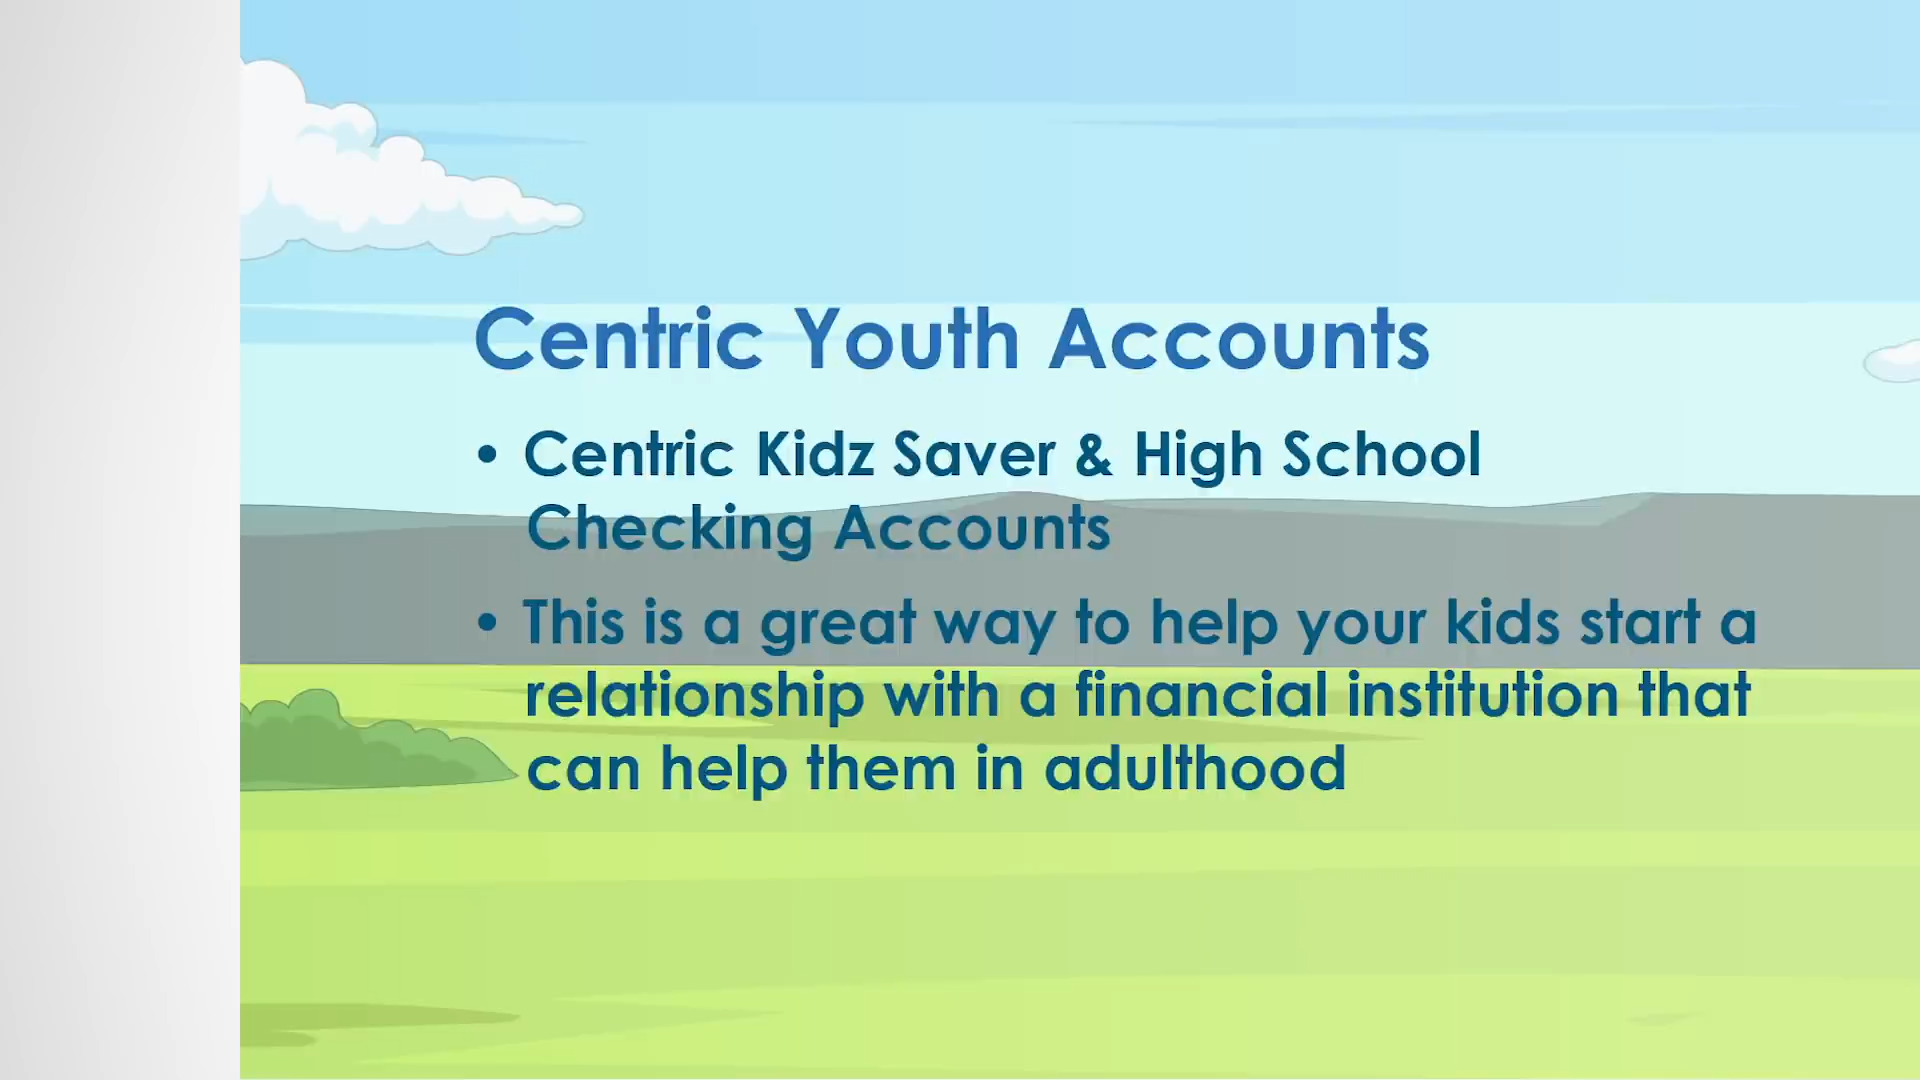 Centric Youth Accounts
• Centric Kidz Saver & High School
Checking Accounts
• This is a great way to help your kids start a
relationship with a financial institution that
can help them in adulthood